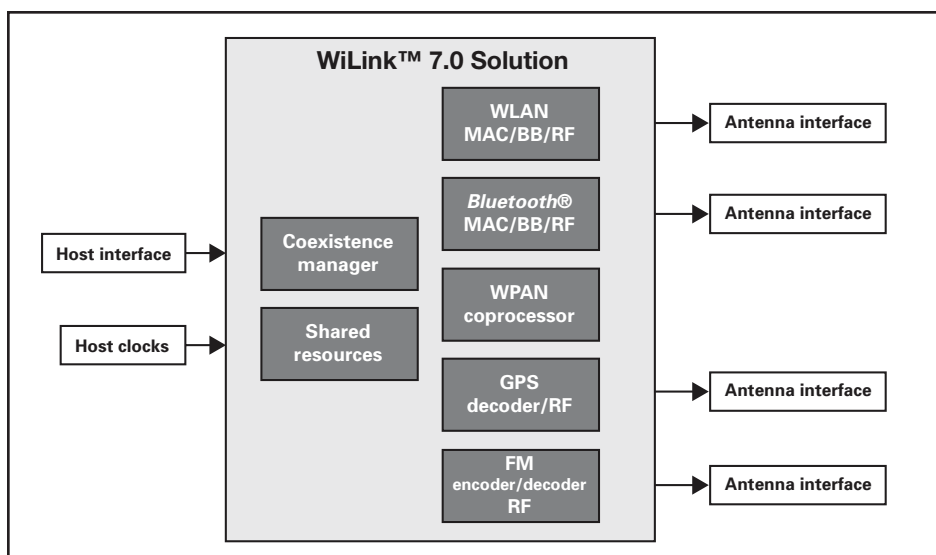 WiLink™ 7.0 Solution
WLAN
MAC/BB/RF
Antenna interface
Bluetooth®
MAC/BB/RF
Antenna interface
Host interface
Coexistence
manager
WPAN
coprocessor
Host clocks
Shared
resources
GPS
decoder/RF
Antenna interface
FM
encoder/decoder
RF
Antenna interface